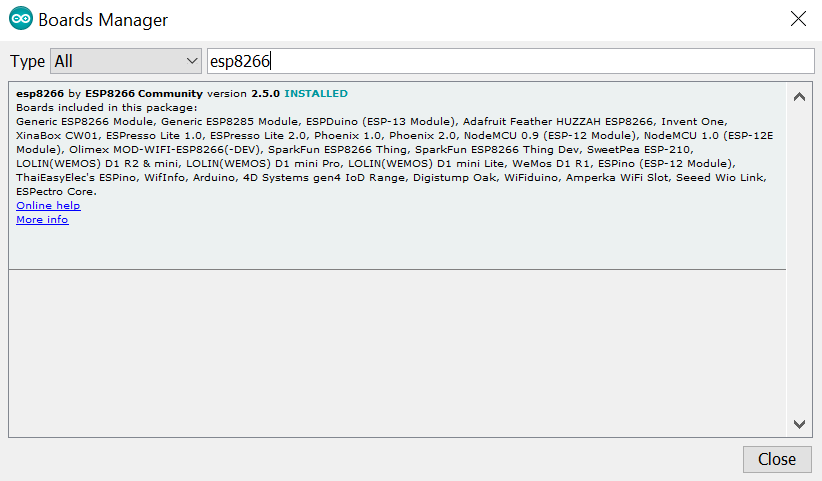 Boards Manager
Type All esp8266
esp8266 by ESP8266 Community version 2.5.0 INSTALLED
Boards included in this package:
Generic ESP8266 Module, Generic ESP8285 Module, ESPDuino (ESP-13 Module), Adafruit Feather HUZZAH ESP8266, Invent One,
XinaBox CW01, ESPresso Lite 1.0, ESPresso Lite 2.0, Phoenix 1.0, Phoenix 2.0, NodeMCU 0.9 (ESP-12 Module), NodeMCU 1.0 (ESP-12E
Module), Olimex MOD-WIFI-ESP8266(-DEV), SparkFun ESP8266 Thing, SparkFun ESP8266 Thing Dev, SweetPea ESP-210,
LOLIN(WEMOS) D1 R2 & mini, LOLIN(WEMOS) D1 mini Pro, LOLIN(WEMOS) D1 mini Lite, WeMos D1 R1, ESPino (ESP-12 Module),
ThaiEasyElec's ESPino, WifInfo, Arduino, 4D Systems gen4 IoD Range, Digistump Oak, WiFiduino, Amperka WiFi Slot, Seeed Wio Link,
ESPectro Core.
Online help
More info
Close